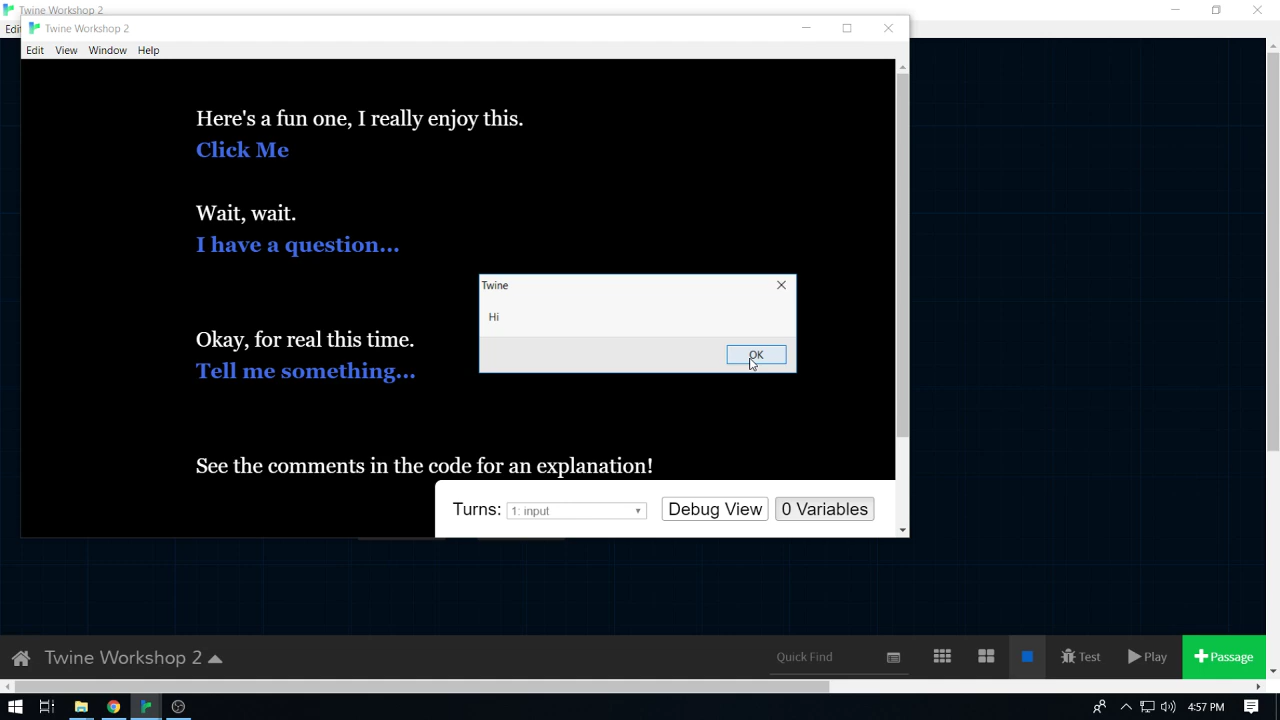 Twine Workshop 2
Edit
Twine Workshop 2
Edit View Window Help
Here's a fun one, I really enjoy this.
Click Me
Wait, wait.
I have a question...
Twine
Hi
OK
Okay, for real this time.
Tell me something...
See the comments in the code for an explanation!
Turns: 1: input Debug View 0 Variables
Twine Workshop 2 Quick Find Test Play +Passage
4:57 PM